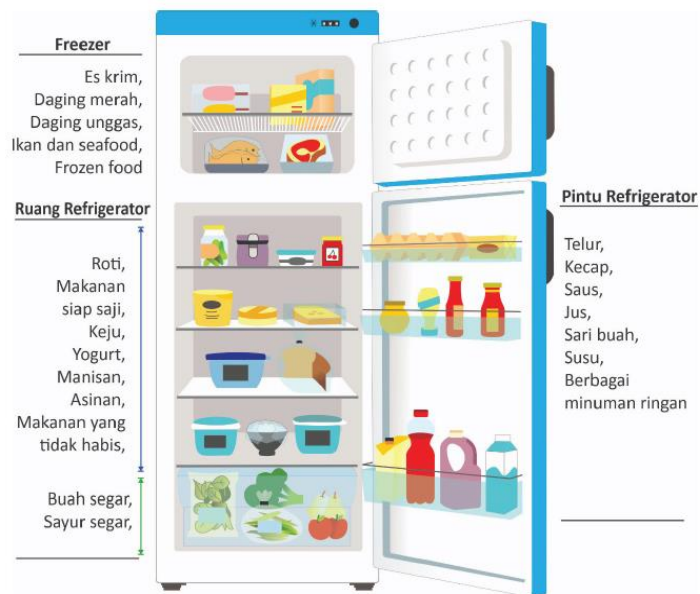 Freezer
Es krim,
Daging merah,
Daging unggas,
Ikan dan seafood,
Frozen food
Ruang Refrigerator
Roti,
Makanan
siap saji,
Keju,
Yogurt,
Manisan,
Asinan,
Makanan yang
tidak habis,
Buah segar,
Sayur segar,
Pintu Refrigerator
Telur,
Kecap,
Saus,
Jus,
Sari buah,
Susu,
Berbagai
minuman ringan